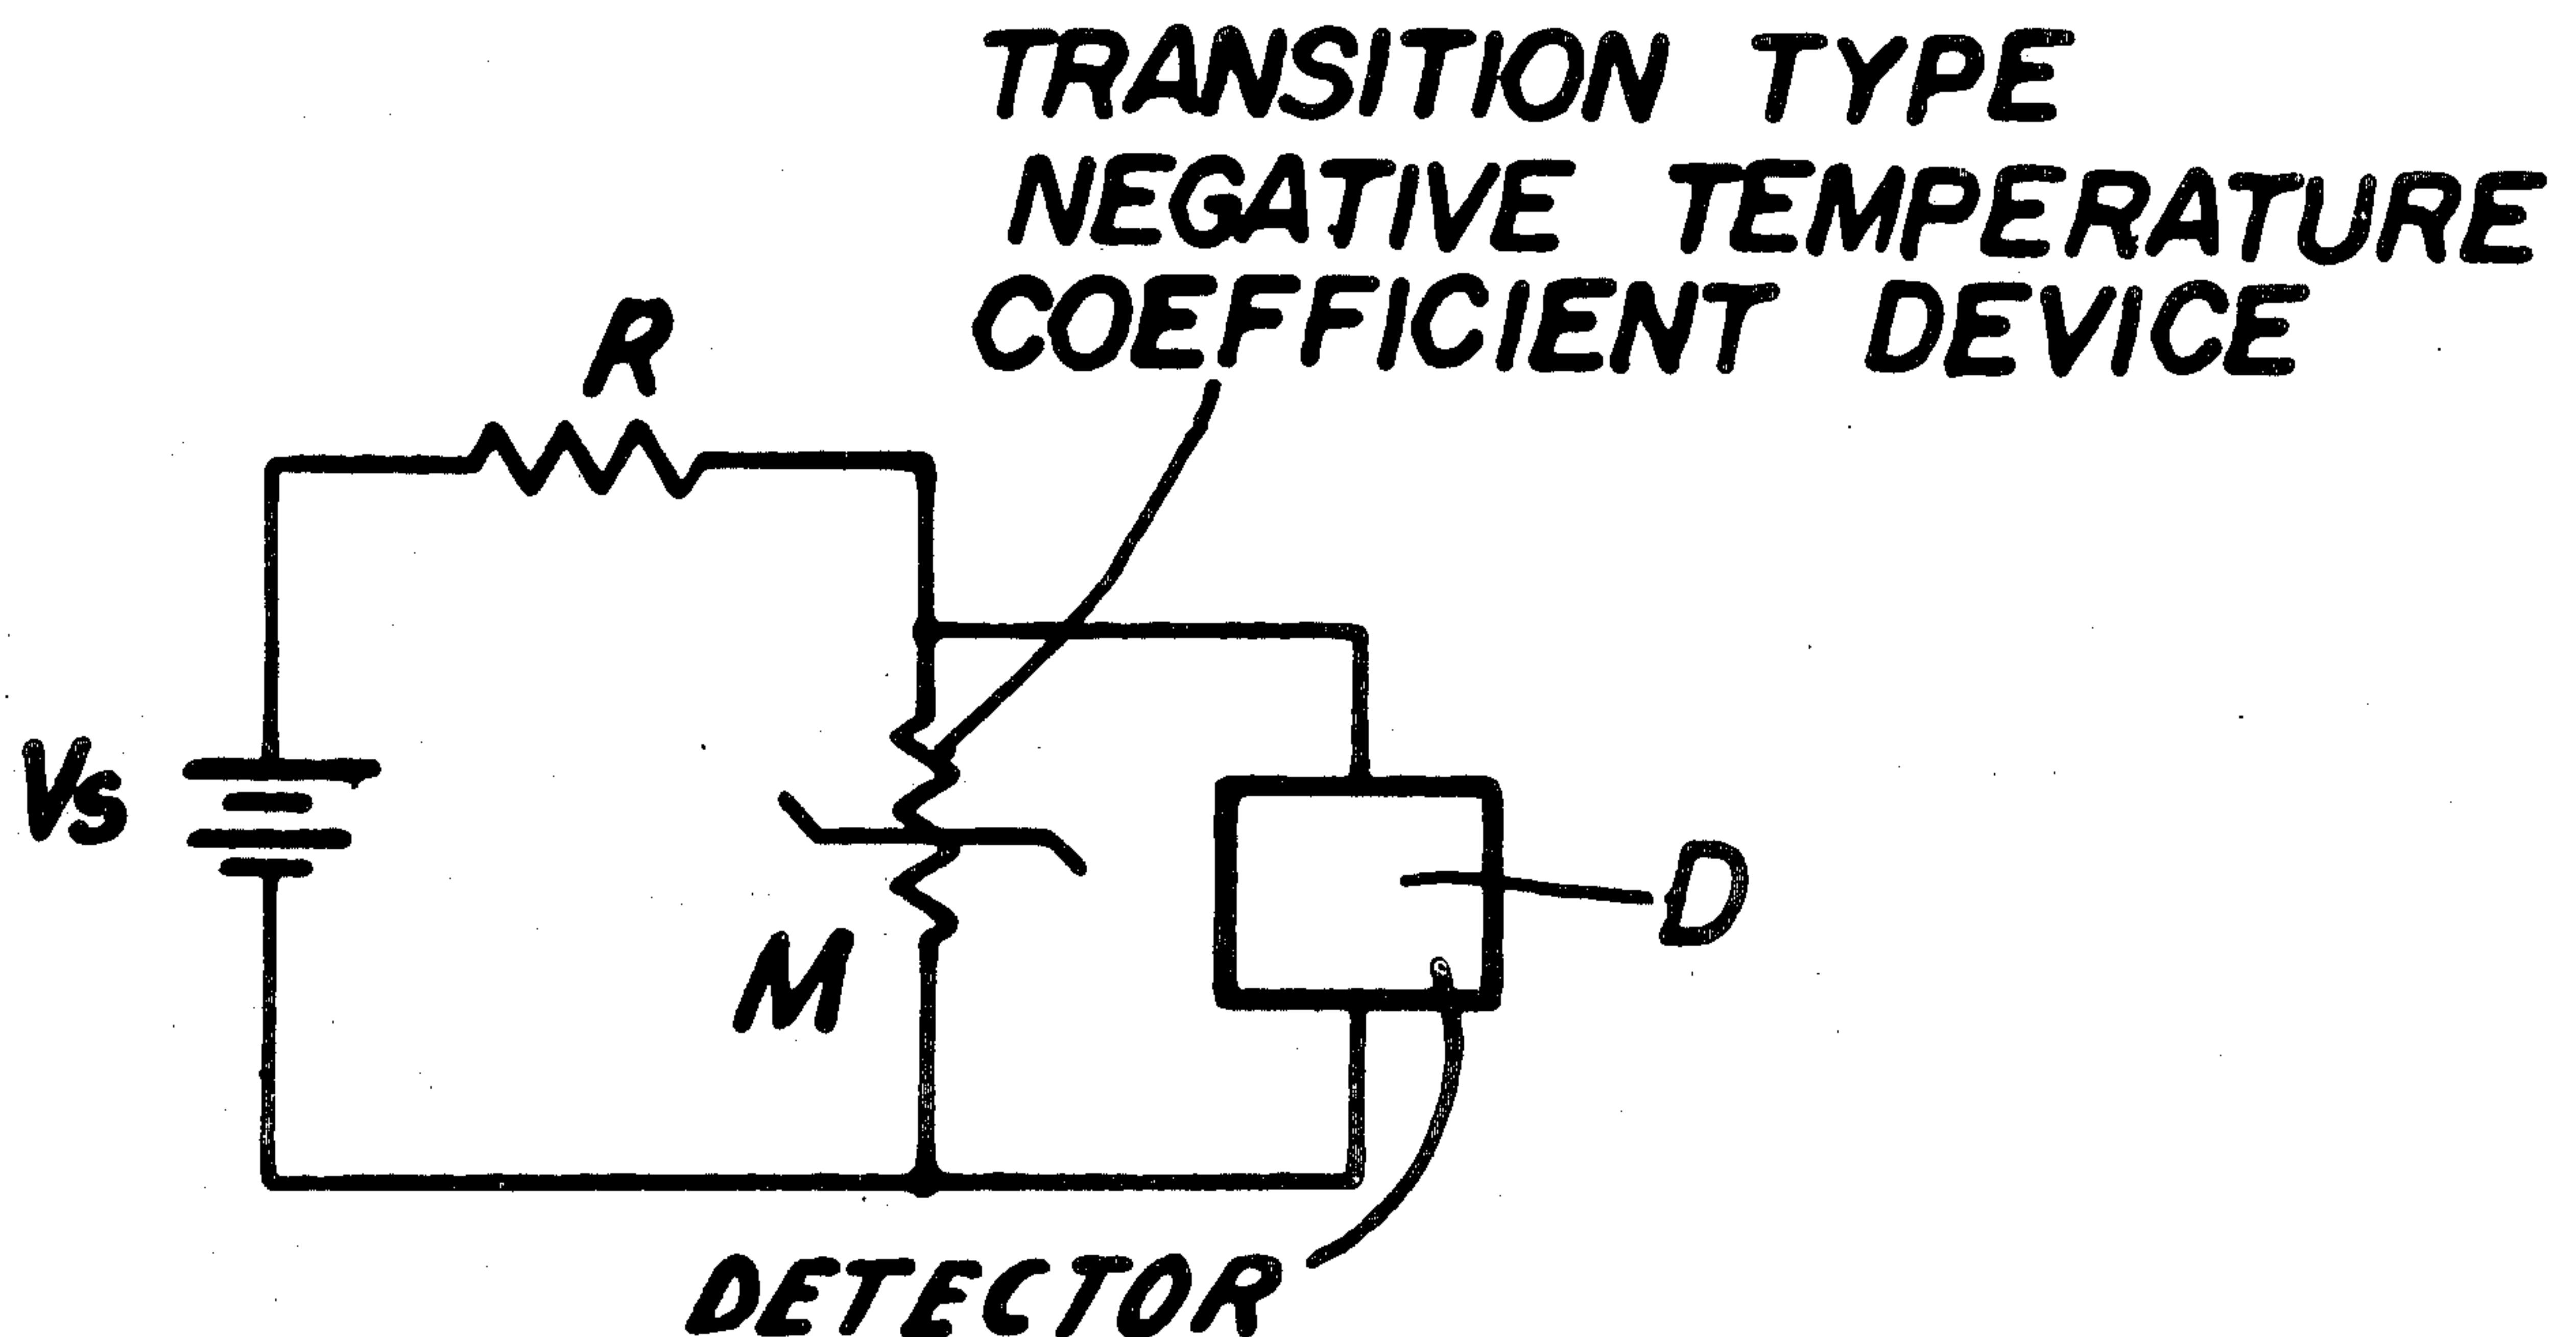 TRANSITION TYPE
NEGATIVE TEMPERATURE
COEFFICIENT DEVICE
R
Vs
M
D
DETECTOR